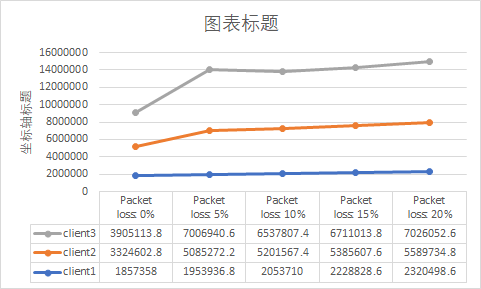 图表标题
坐标轴标题
16000000
14000000
12000000
10000000
8000000
6000000
4000000
2000000
0
Packet loss: 0% Packet loss: 5% Packet loss: 10% Packet loss: 15% Packet loss: 20%
client3 3905113.8 7006940.6 6537807.4 6711013.8 7026052.6
client2 3324602.8 5085272.2 5201567.4 5385607.6 5589734.8
client1 1857358 1953936.8 2053710 2228828.6 2320498.6